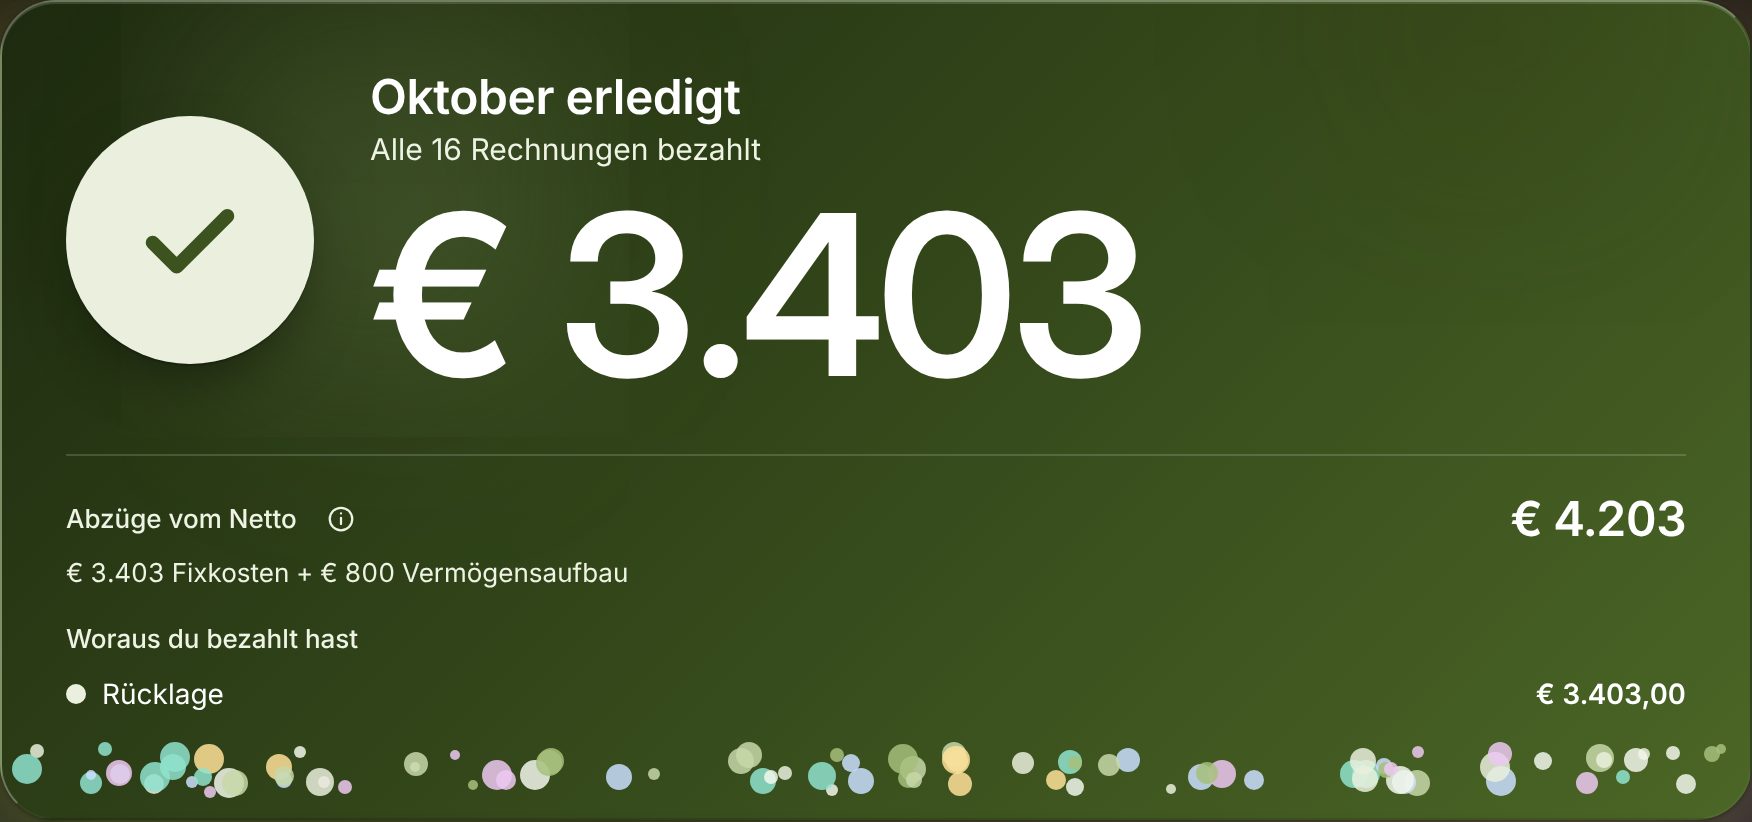 Oktober erledigt
Alle 16 Rechnungen bezahlt
€ 3.403
Abzüge vom Netto
€ 4.203
€ 3.403 Fixkosten + € 800 Vermögensaufbau
Woraus du bezahlt hast
Rücklage
€ 3.403,00